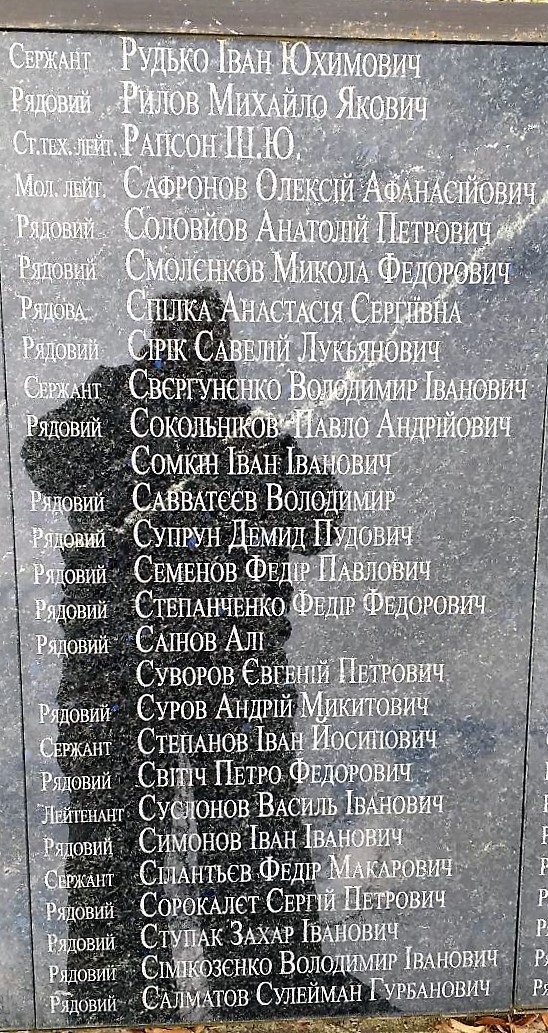 Сержант Рудько Іван Юхимович
Рядовий Рилов Михайло Якович
Ст.тех.лейт. Рапсон Ш.Ю.
Мол. лейт. Сафронов Олексій Афанасійович
Рядовий Соловйов Анатолій Петрович
Рядовий Смолєнков Микола Федорович
Рядова Спілка Анастасія Сергіївна
Рядовий Сірік Савелій Лукьянович
Сержант Свєргунєнко Володимир Іванович
Рядовий Сокольніков Павло Андрійович
Сомкін Іван Іванович
Рядовий Савватєєв Володимир
Рядовий Супрун Демид Пудович
Рядовий Семенов Федір Павлович
Рядовий Степанченко Федір Федорович
Рядовий Саінов Алі
Суворов Євгеній Петрович
Рядовий Суров Андрій Микитович
Сержант Степанов Іван Йосипович
Рядовий Світіч Петро Федорович
Лейтенант Суслонов Василь Іванович
Рядовий Симонов Іван Іванович
Сержант Сілантьєв Федір Макарович
Рядовий Сорокалєт Сергій Петрович
Рядовий Ступак Захар Іванович
Рядовий Сімікозєнко Володимир Іванович
Рядовий Салматов Сулейман Гурбанович